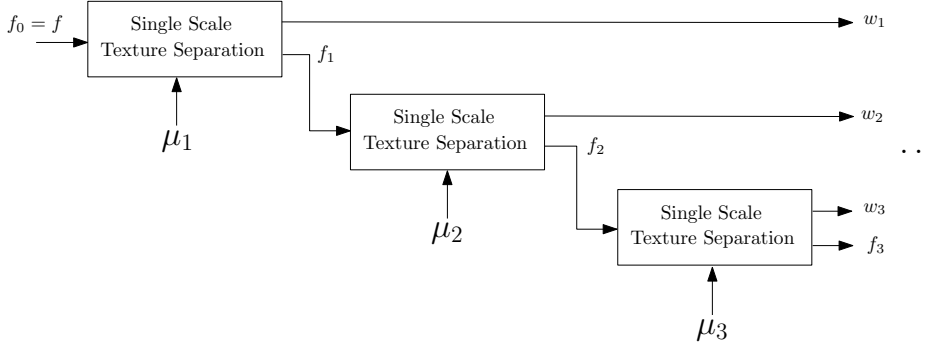 f₀ = f
Single Scale
Texture Separation
w₁
f₁
μ₁
Single Scale
Texture Separation
w₂
f₂
. .
μ₂
Single Scale
Texture Separation
w₃
f₃
μ₃